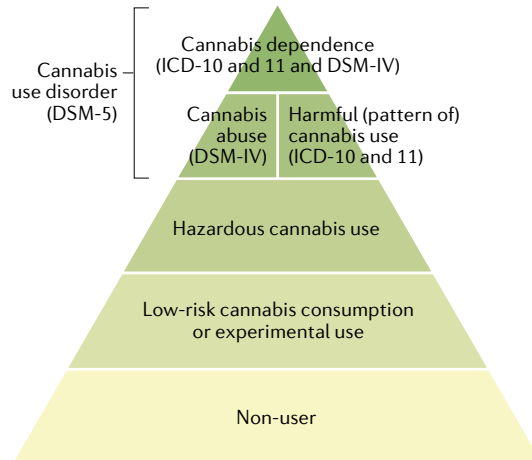 Cannabis dependence
(ICD-10 and 11 and DSM-IV)
Cannabis
use disorder
(DSM-5)
Cannabis
abuse
(DSM-IV)
Harmful (pattern of)
cannabis use
(ICD-10 and 11)
Hazardous cannabis use
Low-risk cannabis consumption
or experimental use
Non-user